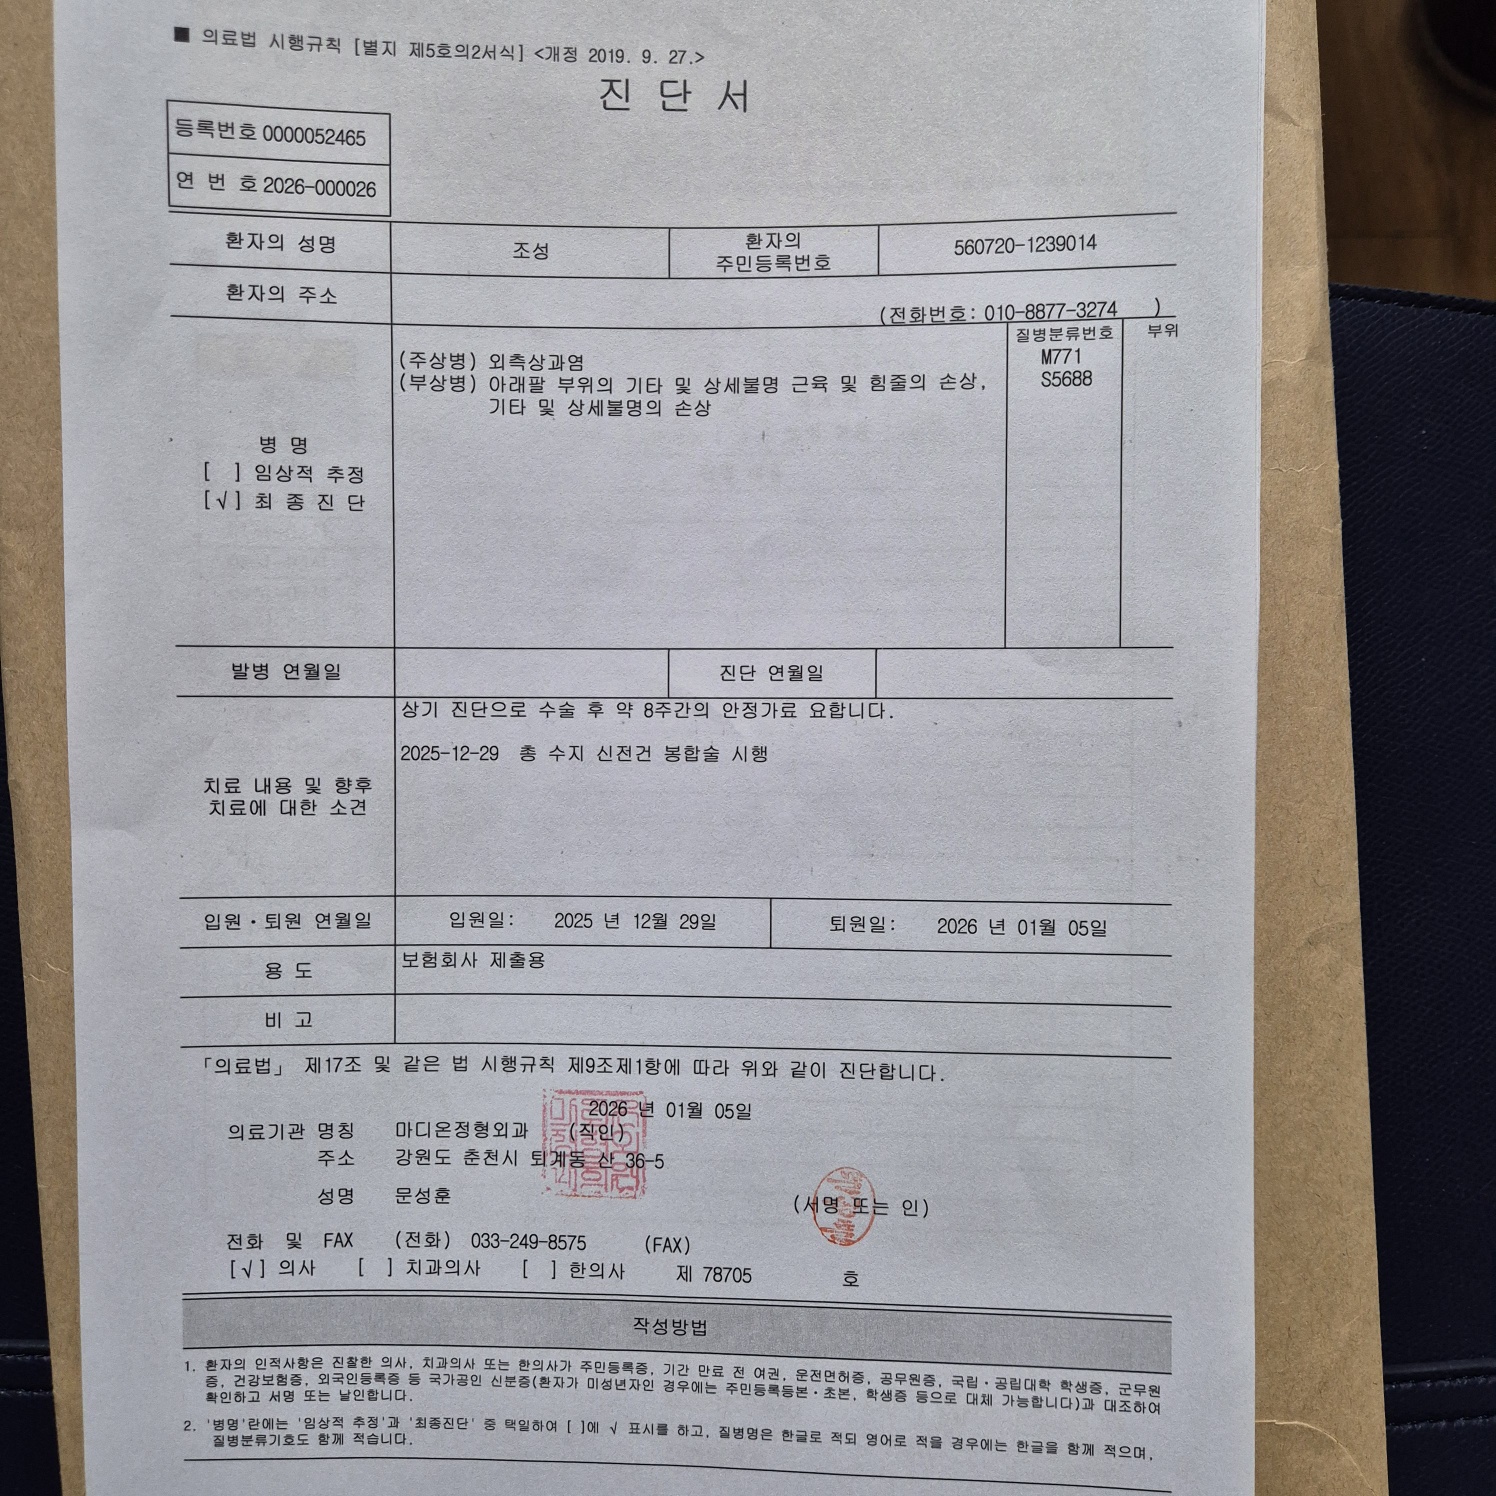 ■ 의료법 시행규칙 [별지 제5호의2서식] <개정 2019. 9. 27.>
진 단 서
등록번호 0000052465
연 번 호 2026-000026
환자의 성명 조성 환자의 주민등록번호 560720-1239014
환자의 주소
(전화번호: 010-8877-3274 )
질병분류번호 부위
(주상병) 외측상과염 M771
(부상병) 아래팔 부위의 기타 및 상세불명 근육 및 힘줄의 손상, S5688
기타 및 상세불명의 손상
병 명
[ ] 임상적 추정
[√] 최 종 진 단
발병 연월일 진단 연월일
상기 진단으로 수술 후 약 8주간의 안정가료 요합니다.
2025-12-29 총 수지 신전건 봉합술 시행
치료 내용 및 향후
치료에 대한 소견
입원·퇴원 연월일 입원일: 2025 년 12월 29일 퇴원일: 2026 년 01월 05일
용 도 보험회사 제출용
비 고
「의료법」 제17조 및 같은 법 시행규칙 제9조제1항에 따라 위와 같이 진단합니다.
2026 년 01월 05일
의료기관 명칭 마디온정형외과 (직인)
주소 강원도 춘천시 퇴계동 산 36-5
성명 문성훈 (서명 또는 인)
전화 및 FAX (전화) 033-249-8575 (FAX)
[√] 의사 [ ] 치과의사 [ ] 한의사 제 78705 호
작성방법
1. 환자의 인적사항은 진찰한 의사, 치과의사 또는 한의사가 주민등록증, 기간 만료 전 여권, 운전면허증, 공무원증, 국립·공립대학 학생증, 군무원
증, 건강보험증, 외국인등록증 등 국가공인 신분증(환자가 미성년자인 경우에는 주민등록등본·초본, 학생증 등으로 대체 가능합니다)과 대조하여
확인하고 서명 또는 날인합니다.
2. '병명'란에는 '임상적 추정'과 '최종진단' 중 택일하여 [ ]에 √ 표시를 하고, 질병명은 한글로 적되 영어로 적을 경우에는 한글을 함께 적으며,
질병분류기호도 함께 적습니다.